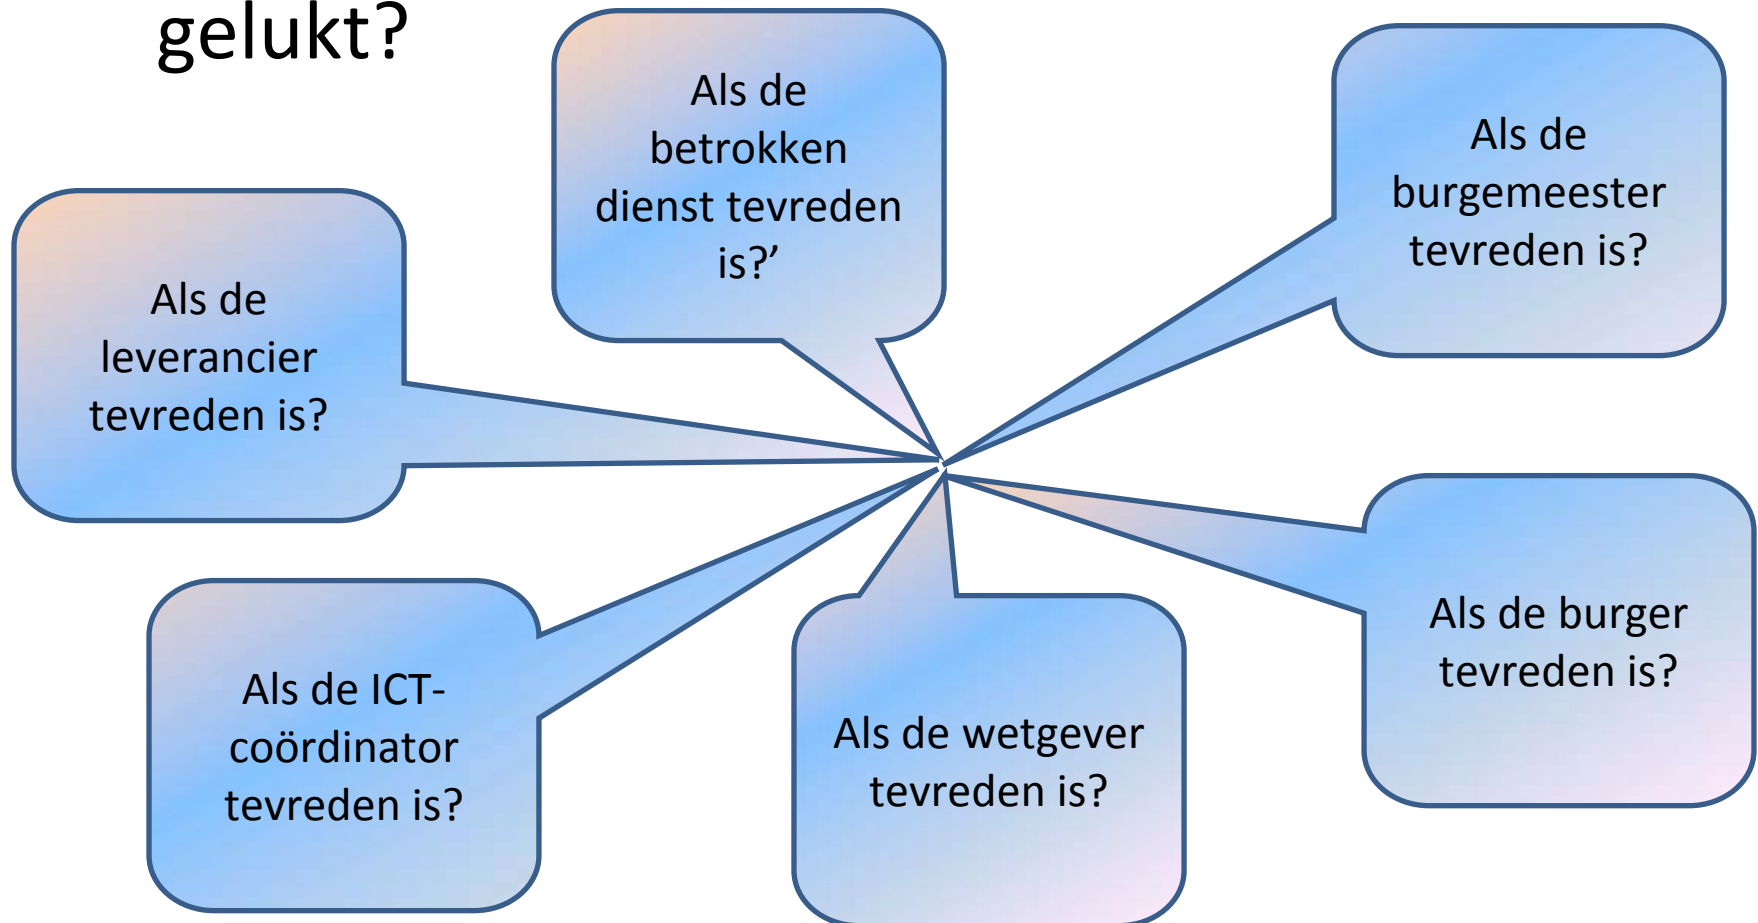 gelukt?
Als de
betrokken
dienst tevreden
is?’
Als de
burgemeester
tevreden is?
Als de
leverancier
tevreden is?
Als de burger
tevreden is?
Als de ICT-
coördinator
tevreden is?
Als de wetgever
tevreden is?